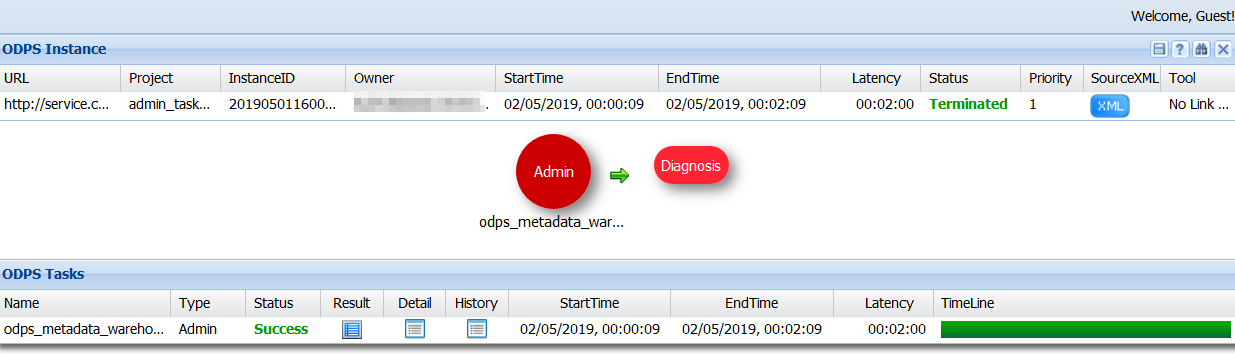 Welcome, Guest!
ODPS Instance
URL Project InstanceID Owner StartTime EndTime Latency Status Priority SourceXML Tool
http://service.c... admin_task... 201905011600... . 02/05/2019, 00:00:09 02/05/2019, 00:02:09 00:02:00 Terminated 1 XML No Link ...
Admin Diagnosis
odps_metadata_war...
ODPS Tasks
Name Type Status Result Detail History StartTime EndTime Latency TimeLine
odps_metadata_wareho... Admin Success 02/05/2019, 00:00:09 02/05/2019, 00:02:09 00:02:00